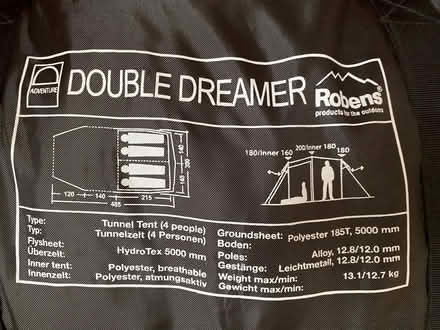 ADVENTURE
DOUBLE DREAMER
Robens
products for the outdoors
140
280
140
120
140
215
485
180/Inner 160
200/Inner 180
180
Type: Tunnel Tent (4 people)
Typ: Tunnelzelt (4 Personen)
Flysheet:
Überzelt: HydroTex 5000 mm
Inner tent: Polyester, breathable
Innenzelt: Polyester, atmungsaktiv
Groundsheet: Polyester 185T, 5000 mm
Boden:
Poles: Alloy, 12.8/12.0 mm
Gestänge: Leichtmetall, 12.8/12.0 mm
Weight max/min:
Gewicht max/min: 13.1/12.7 kg